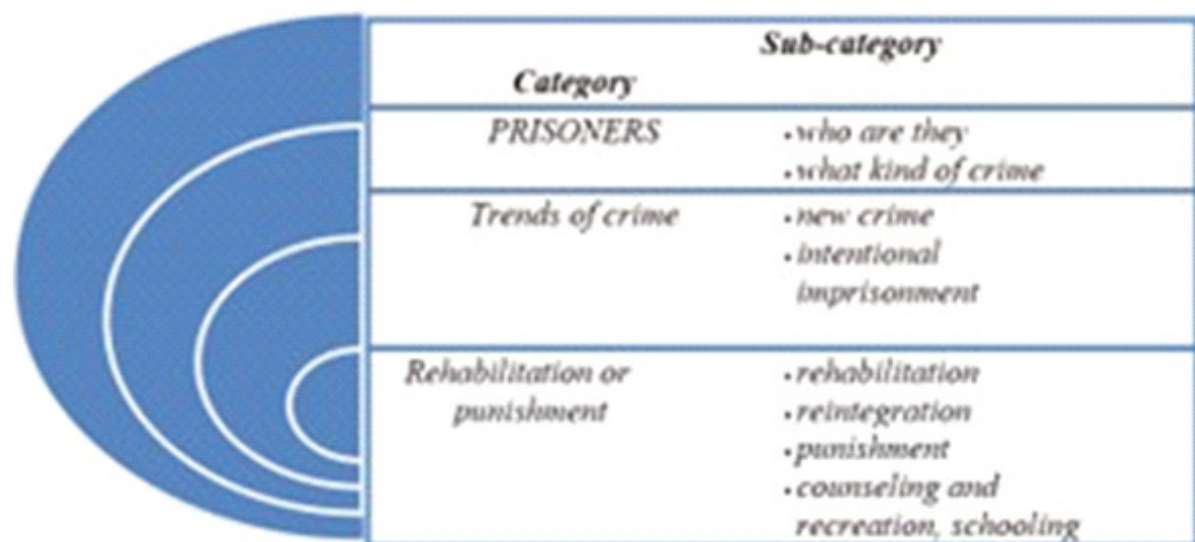 Sub-category
Category
PRISONERS
•who are they
•what kind of crime
Trends of crime
•new crime
•intentional
imprisonment
Rehabilitation or
punishment
•rehabilitation
•reintegration
•punishment
•counseling and
recreation, schooling